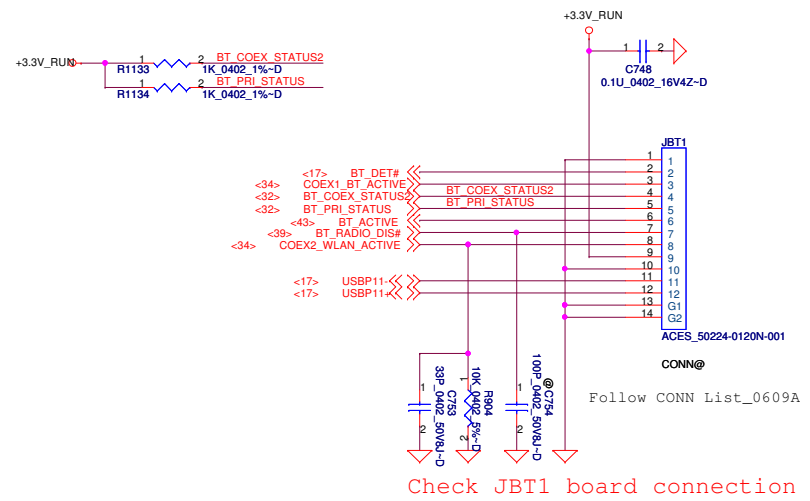 +3.3V_RUN
+3.3V_RUN
1 2 BT_COEX_STATUS2
R1133 1K_0402_1%~D
1 2 BT_PRI_STATUS
R1134 1K_0402_1%~D
1 2
C748
0.1U_0402_16V4Z~D
JBT1
1 1
<17> BT_DET# 2 2
<34> COEX1_BT_ACTIVE 3 3
<32> BT_COEX_STATUS2 BT_COEX_STATUS2 4 4
<32> BT_PRI_STATUS BT_PRI_STATUS 5 5
<43> BT_ACTIVE 6 6
<39> BT_RADIO_DIS# 7 7
<34> COEX2_WLAN_ACTIVE 8 8
9 9
10 10
<17> USBP11- 11 11
<17> USBP11+ 12 12
13 G1
14 G2
ACES_50224-0120N-001
CONN@
1 2
C753
33P_0402_50V8J~D
1 2
R904
10K_0402_5%~D
1 2
@C754
100P_0402_50V8J~D
Follow CONN List_0609A
Check JBT1 board connection